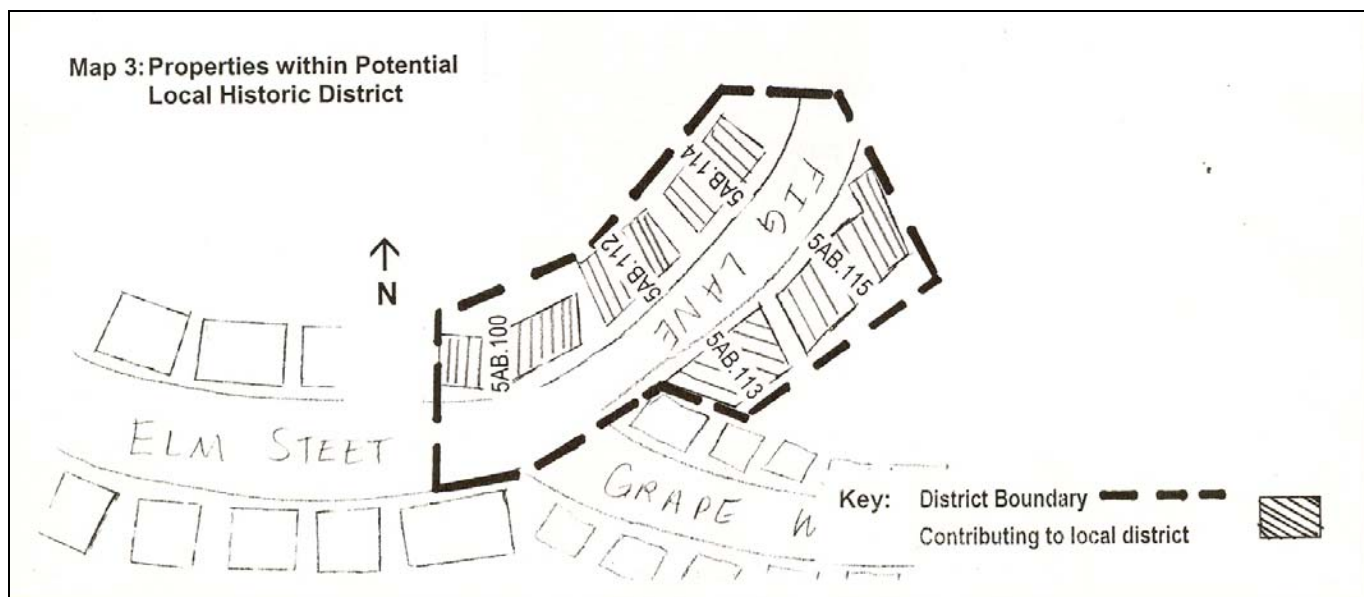 Map 3: Properties within Potential
Local Historic District
N
5AB.114
5AB.112
5AB.100
FIG LANE
5AB.115
5AB.113
ELM STEET
GRAPE W
Key: District Boundary
Contributing to local district